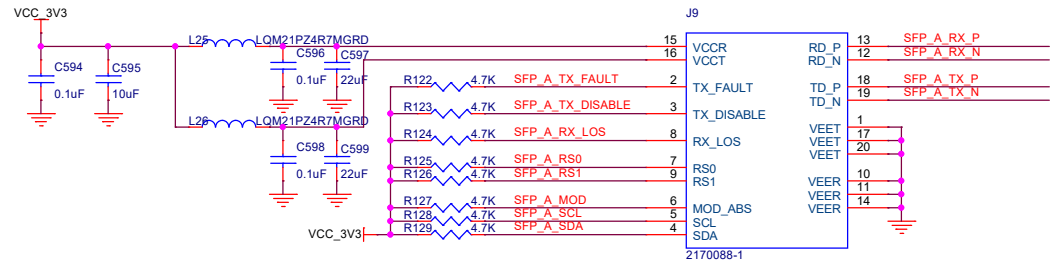 VCC_3V3
J9
L25 LQM21PZ4R7MGRD
C594
0.1uF
C595
10uF
C596
0.1uF
C597
22uF
L26 LQM21PZ4R7MGRD
C598
0.1uF
C599
22uF
15 VCCR
16 VCCT
R122 4.7K SFP_A_TX_FAULT 2 TX_FAULT
R123 4.7K SFP_A_TX_DISABLE 3 TX_DISABLE
R124 4.7K SFP_A_RX_LOS 8 RX_LOS
R125 4.7K SFP_A_RS0 7 RS0
R126 4.7K SFP_A_RS1 9 RS1
R127 4.7K SFP_A_MOD 6 MOD_ABS
R128 4.7K SFP_A_SCL 5 SCL
R129 4.7K SFP_A_SDA 4 SDA
VCC_3V3
RD_P 13 SFP_A_RX_P
RD_N 12 SFP_A_RX_N
TD_P 18 SFP_A_TX_P
TD_N 19 SFP_A_TX_N
VEET 1
VEET 17
VEET 20
VEER 10
VEER 11
VEER 14
2170088-1